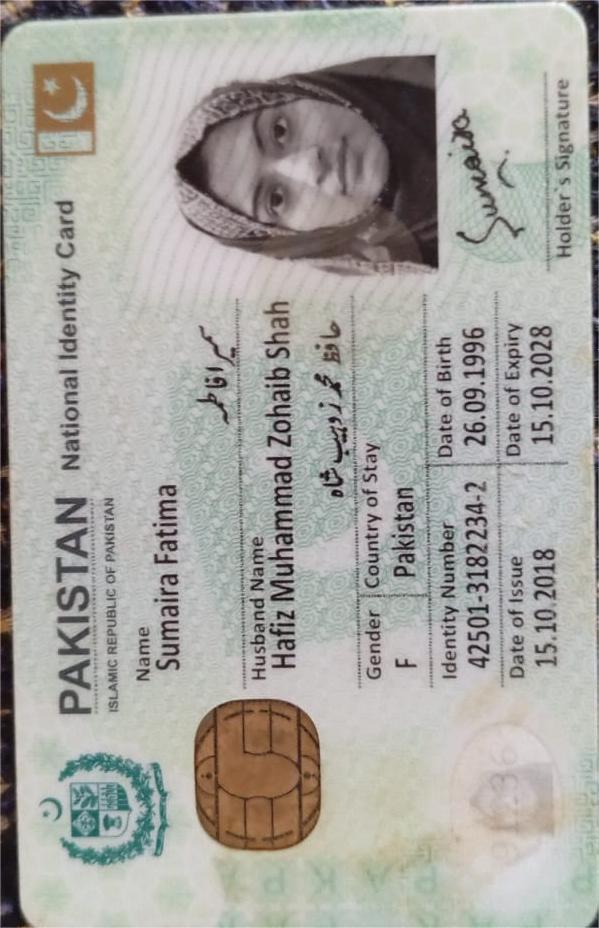 PAKISTAN National Identity Card
ISLAMIC REPUBLIC OF PAKISTAN
Name
Sumaira Fatima
سمیرا فاطمہ
Husband Name
Hafiz Muhammad Zohaib Shah
حافظ محمد زوہیب شاہ
Gender Country of Stay
F Pakistan
Identity Number Date of Birth
42501-3182234-2 26.09.1996
Date of Issue Date of Expiry
15.10.2018 15.10.2028
Sumaira
Holder's Signature